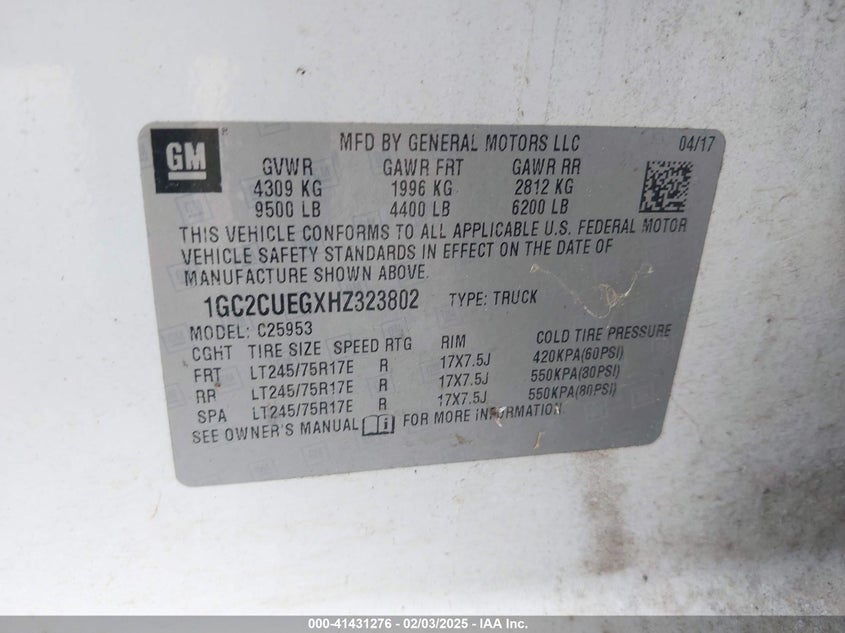 GM ® MFD BY GENERAL MOTORS LLC 04/17
GVWR GAWR FRT GAWR RR
4309 KG 1996 KG 2812 KG
9500 LB 4400 LB 6200 LB
THIS VEHICLE CONFORMS TO ALL APPLICABLE U.S. FEDERAL MOTOR
VEHICLE SAFETY STANDARDS IN EFFECT ON THE DATE OF
MANUFACTURE SHOWN ABOVE.
1GC2CUEGXHZ323802 TYPE: TRUCK
MODEL: C25953
CGHT TIRE SIZE SPEED RTG RIM COLD TIRE PRESSURE
FRT LT245/75R17E R 17X7.5J 420KPA(60PSI)
RR LT245/75R17E R 17X7.5J 550KPA(80PSI)
SPA LT245/75R17E R 17X7.5J 550KPA(80PSI)
SEE OWNER'S MANUAL FOR MORE INFORMATION.
000-41431276 - 02/03/2025 - IAA Inc.